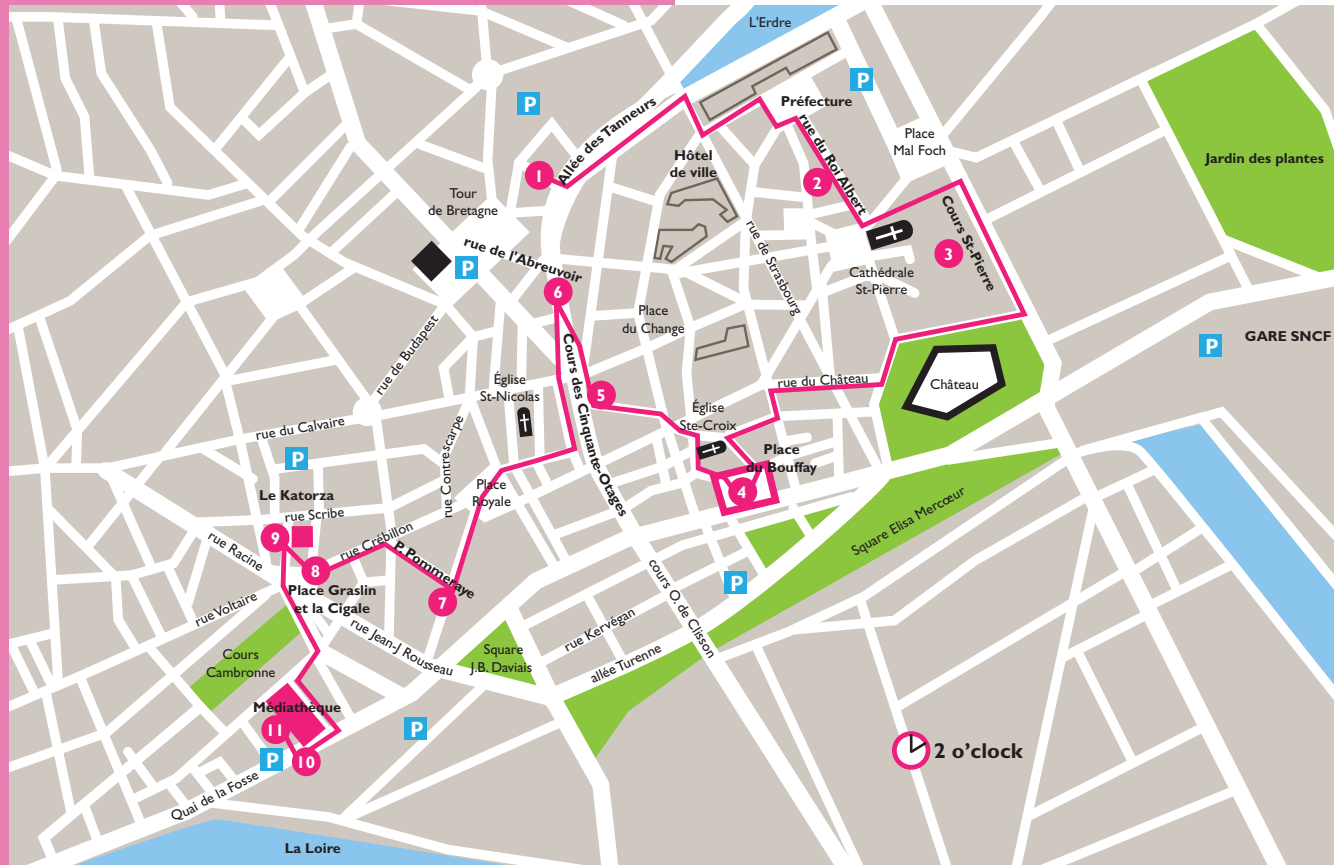 L'Erdre
P
P
Préfecture
Allée des Tanneurs
rue du Roi Albert
Place
Mal Foch
Jardin des plantes
Hôtel
de ville
1
2
Tour
de Bretagne
Cours St-Pierre
3
rue de l'Abreuvoir
P
rue de Strasbourg
Cathédrale
St-Pierre
6
Place
du Change
GARE SNCF
P
rue de Budapest
Cours des Cinquante-Otages
Église
St-Nicolas
5
rue du Château
Château
Église
Ste-Croix
rue du Calvaire
rue Contrescarpe
P
Place
du Bouffay
4
Place
Royale
Le Katorza
rue Scribe
9
rue Racine
rue Crébillon
8
P. Pommeraye
7
Square Elisa Mercœur
P
Place Graslin
et la Cigale
rue Voltaire
rue Jean-J Rousseau
cours O. de Clisson
rue Kervégan
allée Turenne
Cours
Cambronne
Square
J.B. Daviais
Médiathèque
11
P
10
P
2 o'clock
Quai de la Fosse
La Loire